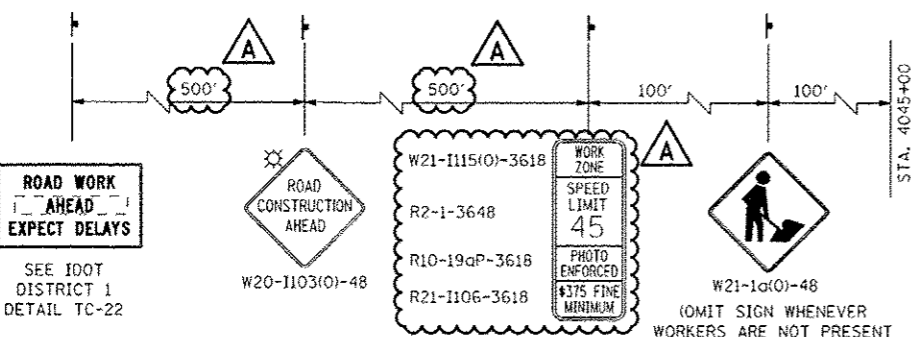 A
A
500'
500'
100'
100'
STA. 4045+00
ROAD WORK
AHEAD
EXPECT DELAYS
SEE IDOT
DISTRICT 1
DETAIL TC-22
ROAD
CONSTRUCTION
AHEAD
W20-I103(O)-48
W21-I115(O)-3618
R2-1-3648
R10-19aP-3618
R21-I106-3618
WORK
ZONE
SPEED
LIMIT
45
PHOTO
ENFORCED
$375 FINE
MINIMUM
A
W21-1a(O)-48
(OMIT SIGN WHENEVER
WORKERS ARE NOT PRESENT